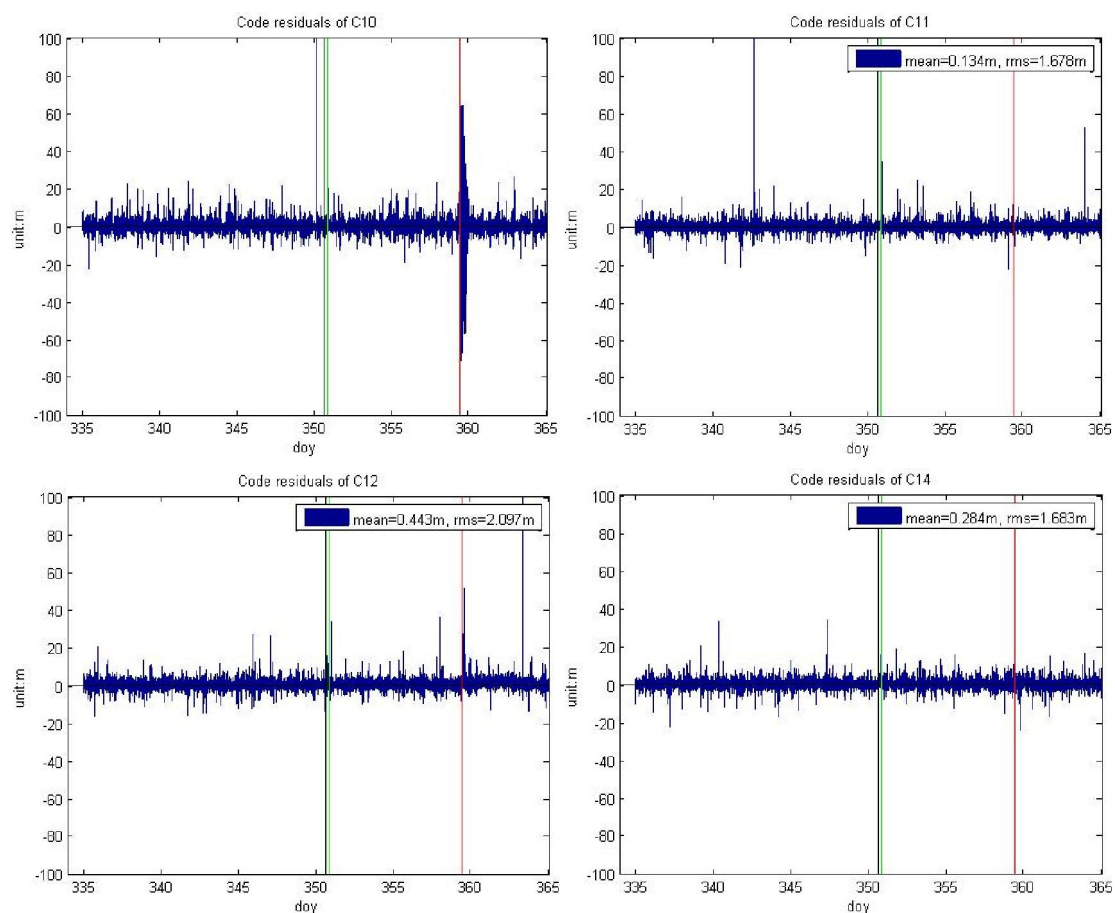 Code residuals of C10
100
80
60
40
20
0
-20
-40
-60
-80
-100
unit:m
335 340 345 350 355 360 365
doy
Code residuals of C11
mean=0.134m, rms=1.678m
100
80
60
40
20
0
-20
-40
-60
-80
-100
unit:m
335 340 345 350 355 360 365
doy
Code residuals of C12
mean=0.443m, rms=2.097m
100
80
60
40
20
0
-20
-40
-60
-80
-100
unit:m
335 340 345 350 355 360 365
doy
Code residuals of C14
mean=0.284m, rms=1.683m
100
80
60
40
20
0
-20
-40
-60
-80
-100
unit:m
335 340 345 350 355 360 365
doy